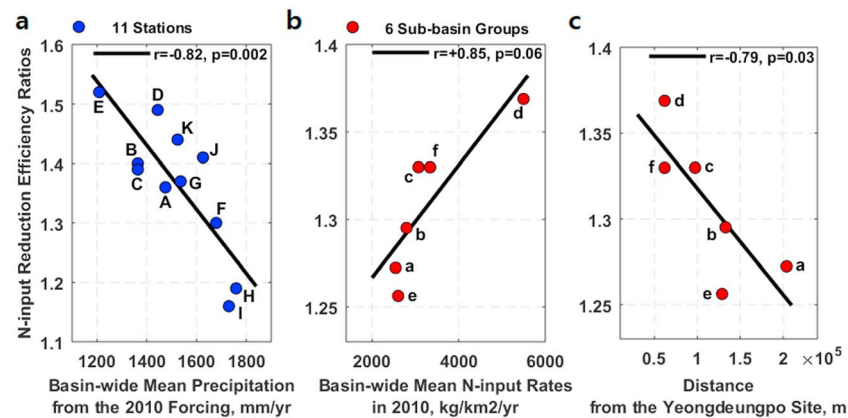 a
11 Stations
r=-0.82, p=0.002
N-input Reduction Efficiency Ratios
1.6
1.5
1.4
1.3
1.2
1.1
E
D
K
J
B
C
A
G
F
H
I
1200 1400 1600 1800
Basin-wide Mean Precipitation
from the 2010 Forcing, mm/yr
b
6 Sub-basin Groups
r=+0.85, p=0.06
1.4
1.35
1.3
1.25
d
f
c
b
a
e
2000 4000 6000
Basin-wide Mean N-input Rates
in 2010, kg/km2/yr
c
r=-0.79, p=0.03
1.4
1.35
1.3
1.25
d
f
c
b
a
e
0.5 1 1.5 2 ×10⁵
Distance
from the Yeongdeungpo Site, m